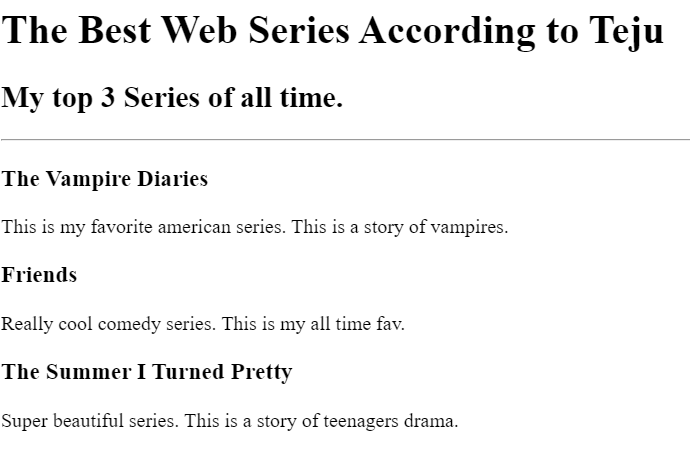 The Best Web Series According to Teju
My top 3 Series of all time.
The Vampire Diaries
This is my favorite american series. This is a story of vampires.
Friends
Really cool comedy series. This is my all time fav.
The Summer I Turned Pretty
Super beautiful series. This is a story of teenagers drama.